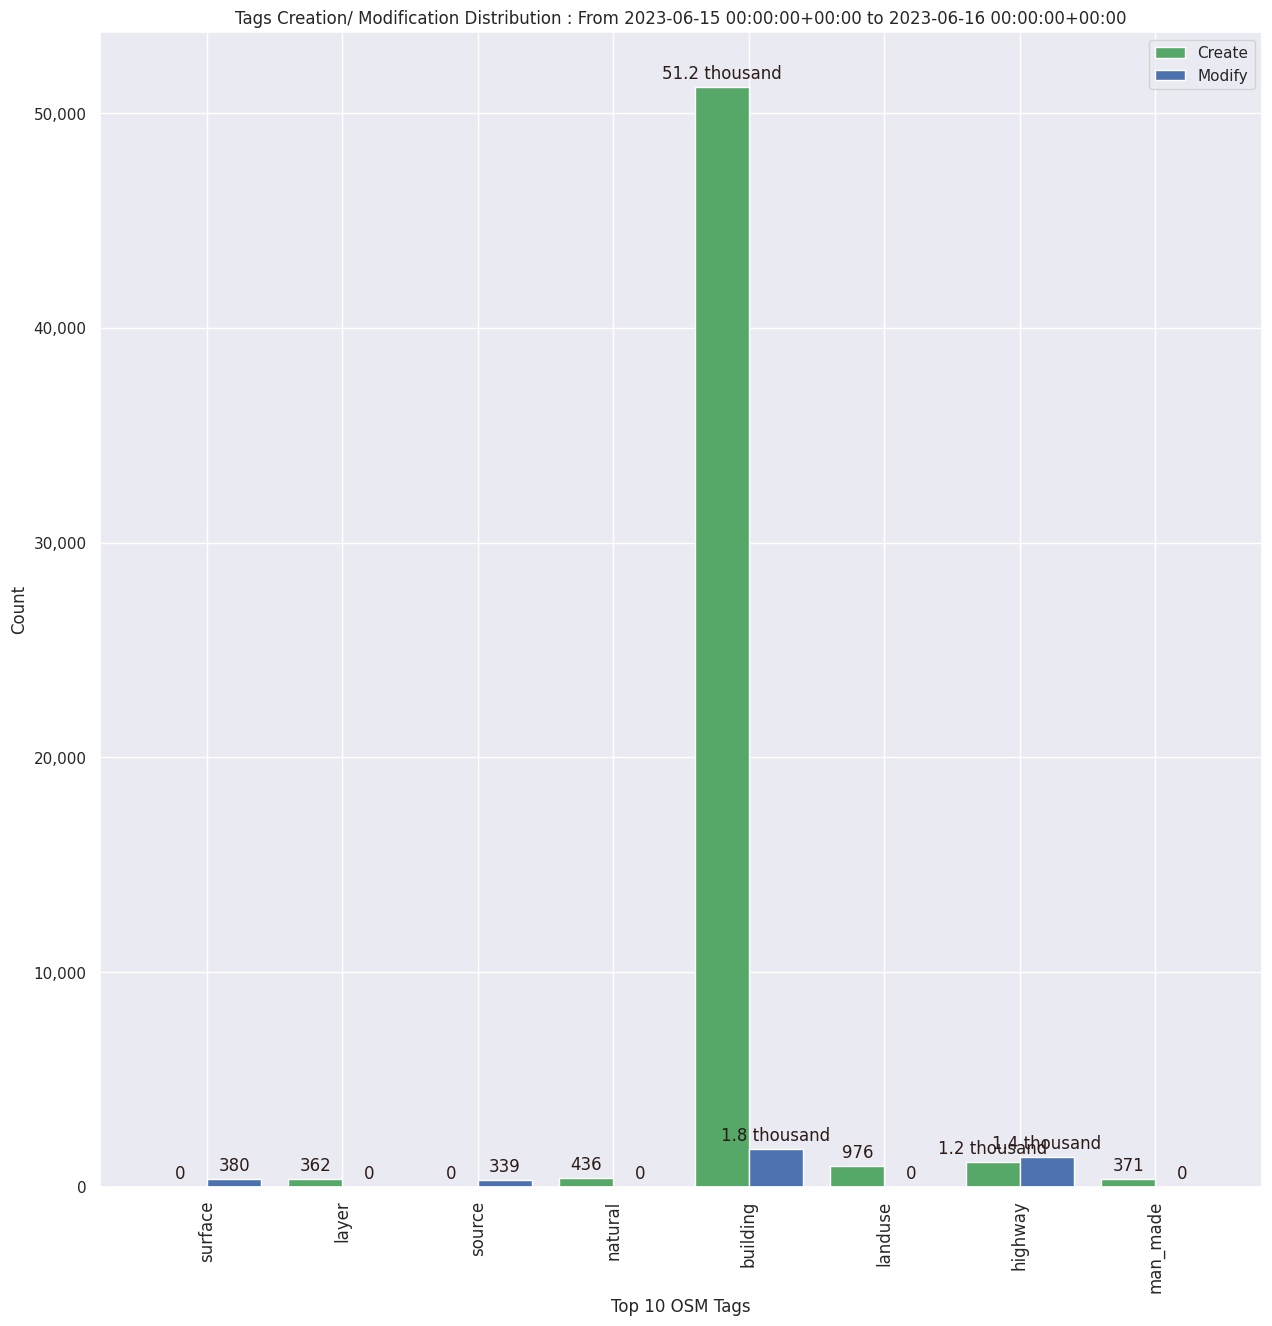 Tags Creation/ Modification Distribution : From 2023-06-15 00:00:00+00:00 to 2023-06-16 00:00:00+00:00
Create
Modify
51.2 thousand
50,000
40,000
30,000
20,000
10,000
0
Count
0
380
362
0
0
339
436
0
1.8 thousand
976
0
1.2 thousand
1.4 thousand
371
0
surface
layer
source
natural
building
landuse
highway
man_made
Top 10 OSM Tags